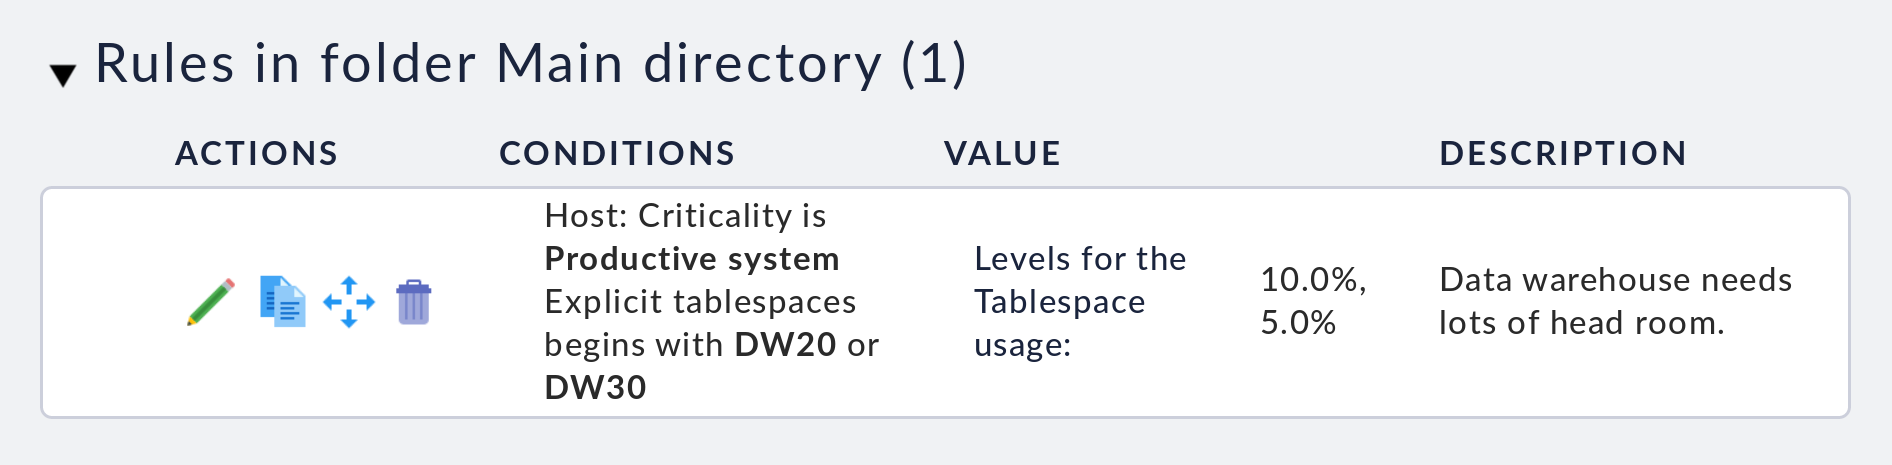 Rules in folder Main directory (1)
ACTIONS CONDITIONS VALUE DESCRIPTION
Host: Criticality is
Productive system
Explicit tablespaces
begins with DW20 or
DW30
Levels for the
Tablespace
usage:
10.0%,
5.0%
Data warehouse needs
lots of head room.